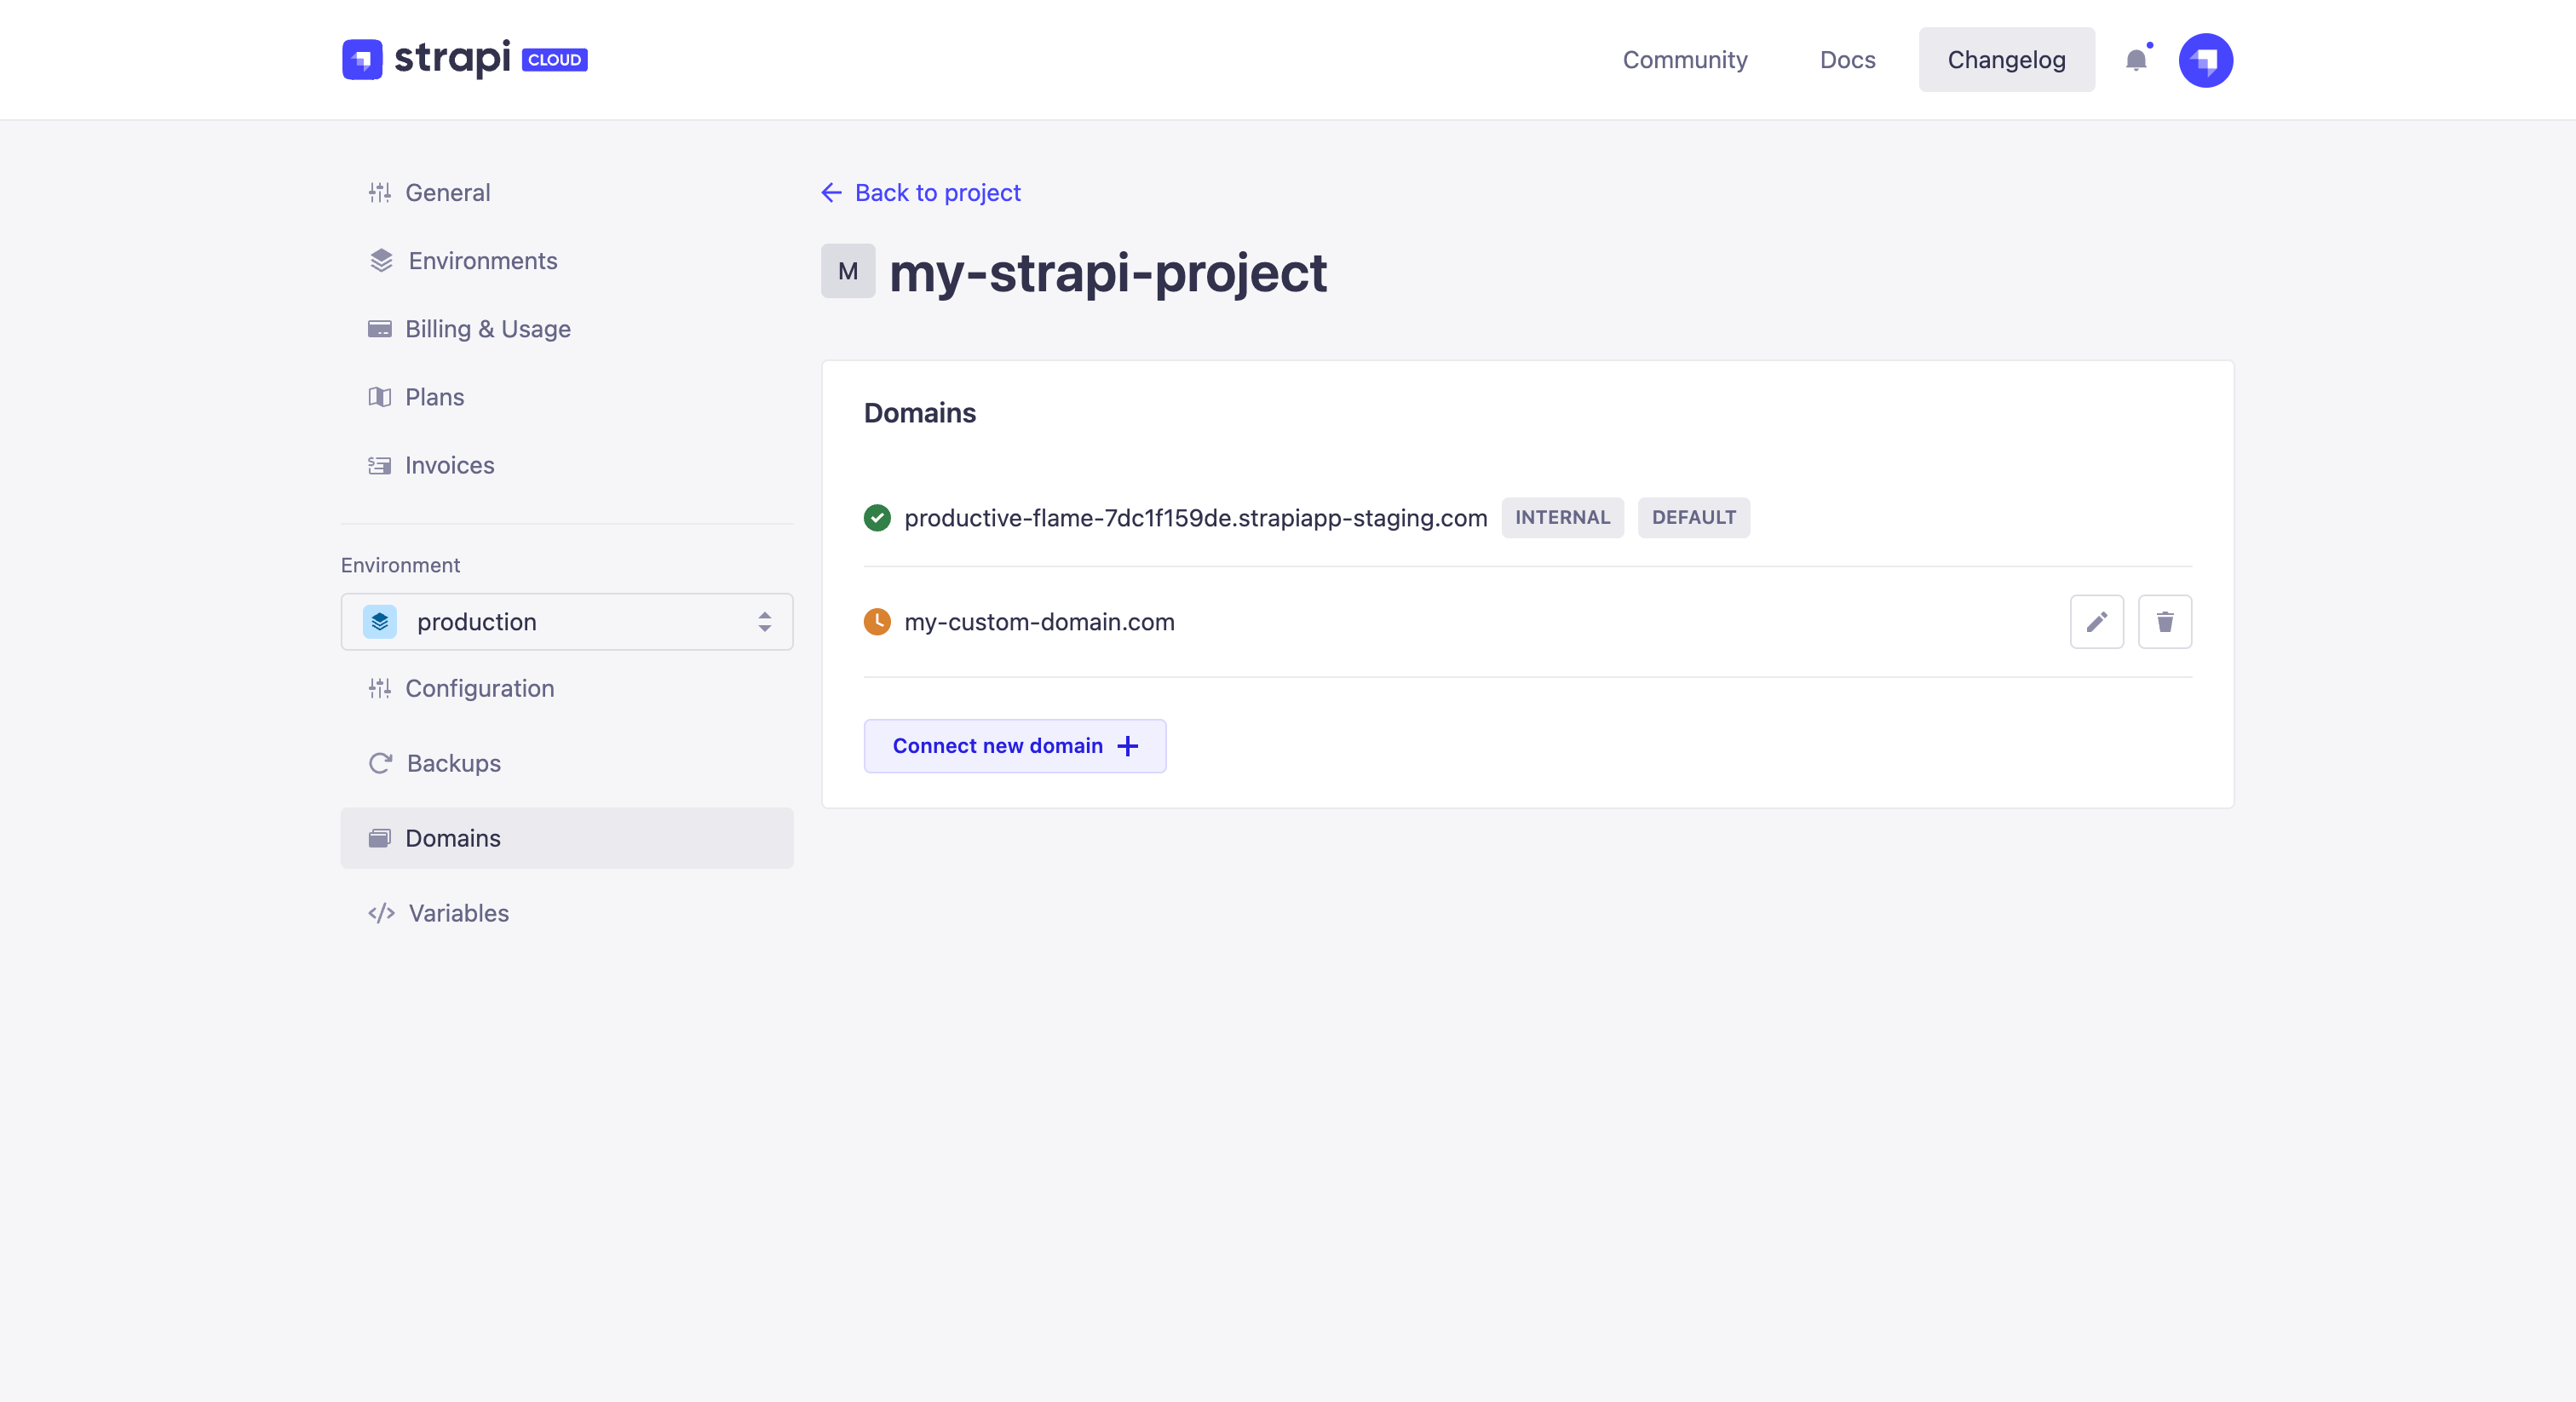 strapi CLOUD
Community
Docs
Changelog
General
Environments
Billing & Usage
Plans
Invoices
Environment
production
Configuration
Backups
Domains
Variables
Back to project
M my-strapi-project
Domains
productive-flame-7dc1f159de.strapiapp-staging.com INTERNAL DEFAULT
my-custom-domain.com
Connect new domain